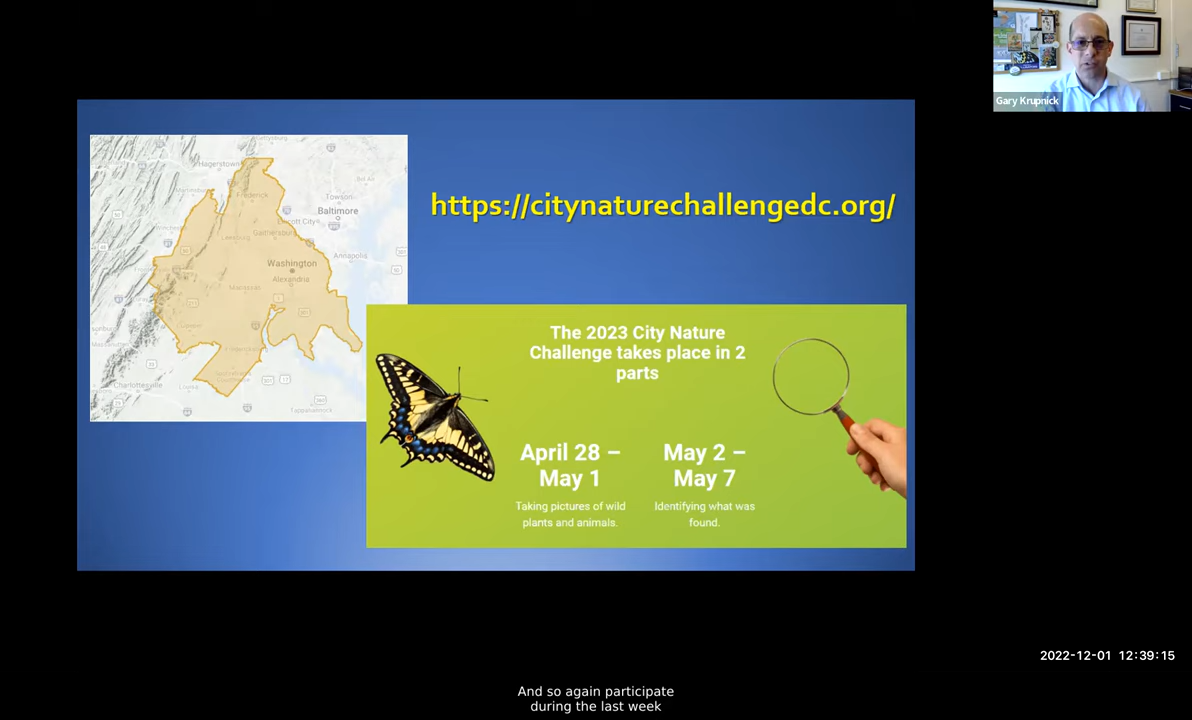 Gary Krupnick
https://citynaturechallengedc.org/
Hagerstown
Frederick
Towson
Baltimore
Gaithersburg
Annapolis
Washington
Alexandria
Manassas
Charlottesville
Tappahannock
The 2023 City Nature
Challenge takes place in 2
parts
April 28 –
May 1
Taking pictures of wild
plants and animals.
May 2 –
May 7
Identifying what was
found.
2022-12-01 12:39:15
And so again participate
during the last week